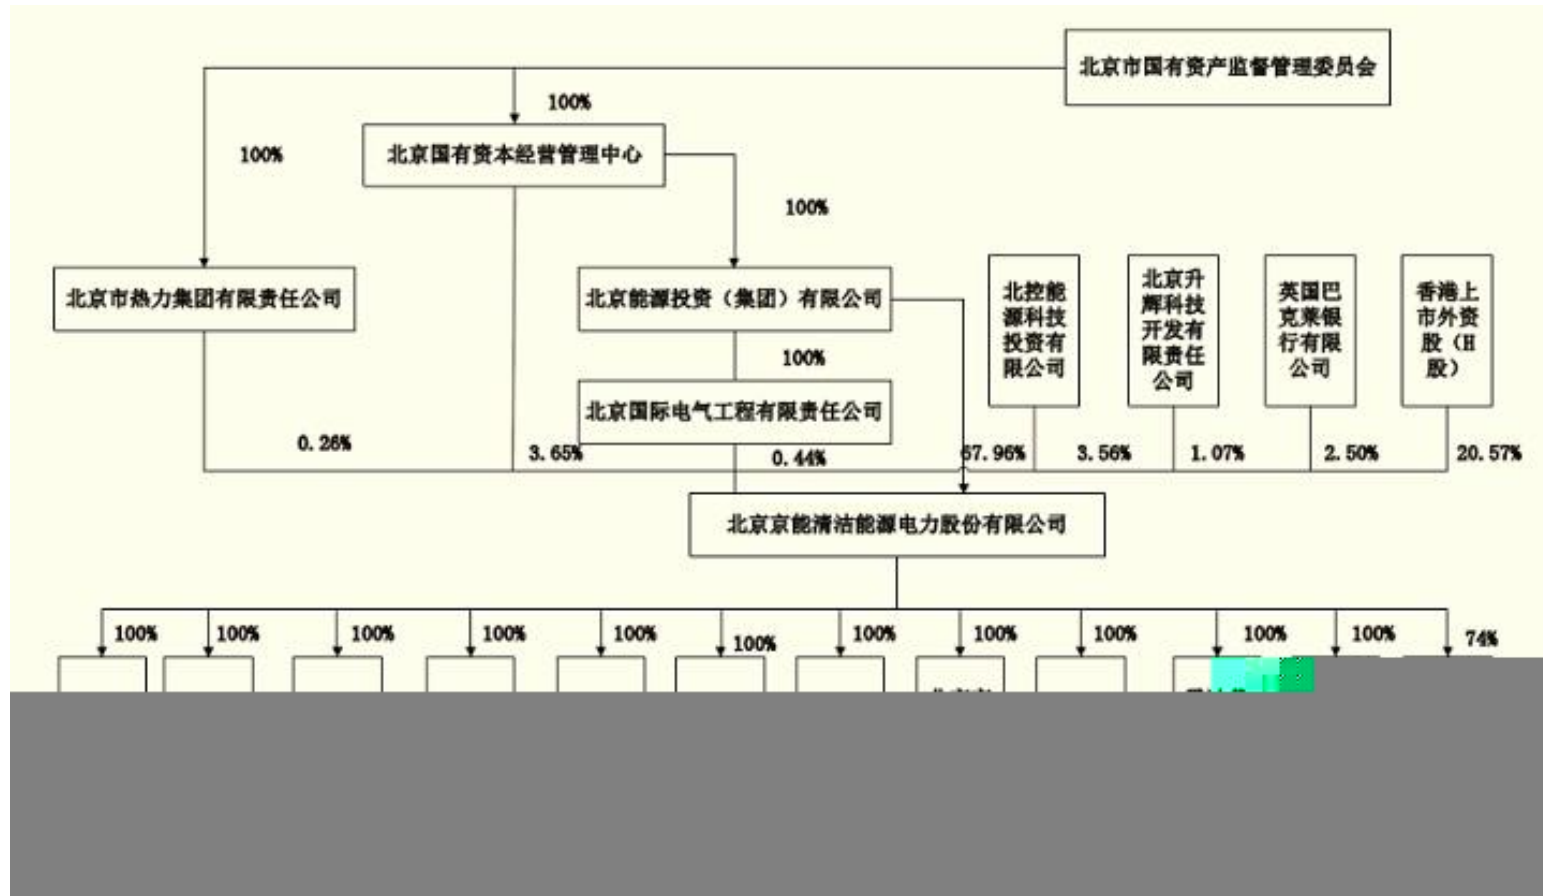 北京市国有资产监督管理委员会
100%
100%
北京国有资本经营管理中心
100%
北京市热力集团有限责任公司
北京能源投资（集团）有限公司
北控能
源科技
投资有
限公司
北京升
辉科技
开发有
限责任
公司
英国巴
克莱银
行有限
公司
香港上
市外资
股（H
股）
100%
北京国际电气工程有限责任公司
0.26%
3.65%
0.44%
67.96%
3.56%
1.07%
2.50%
20.57%
北京京能清洁能源电力股份有限公司
100%
100%
100%
100%
100%
100%
100%
100%
100%
100%
100%
74%